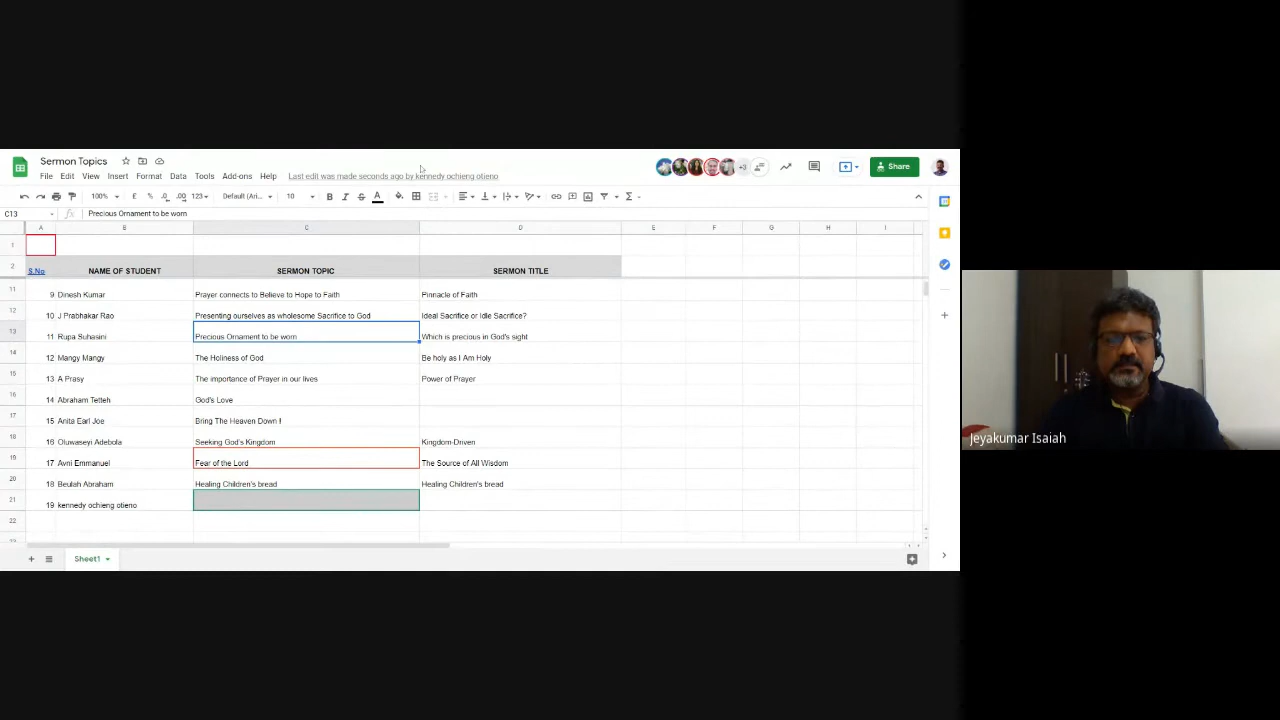 Sermon Topics
File Edit View Insert Format Data Tools Add-ons Help Last edit was made seconds ago by kennedy ochieng otieno
+3
Share
100% £ % .0 .00 123 Default (Ari... 10 B I S A Σ
C13 fx Precious Ornament to be worn
A B C D E F G H I
1
2 S.No NAME OF STUDENT SERMON TOPIC SERMON TITLE
11 9 Dinesh Kumar Prayer connects to Believe to Hope to Faith Pinnacle of Faith
12 10 J Prabhakar Rao Presenting ourselves as wholesome Sacrifice to God Ideal Sacrifice or Idle Sacrifice?
13 11 Rupa Suhasini Precious Ornament to be worn Which is precious in God's sight
14 12 Mangy Mangy The Holiness of God Be holy as I Am Holy
15 13 A Prasy The importance of Prayer in our lives Power of Prayer
16 14 Abraham Tetteh God's Love
17 15 Anita Earl Joe Bring The Heaven Down !
18 16 Oluwaseyi Adebola Seeking God's Kingdom Kingdom-Driven
19 17 Avni Emmanuel Fear of the Lord The Source of All Wisdom
20 18 Beulah Abraham Healing Children's bread Healing Children's bread
21 19 kennedy ochieng otieno
22
Sheet1
Jeyakumar Isaiah